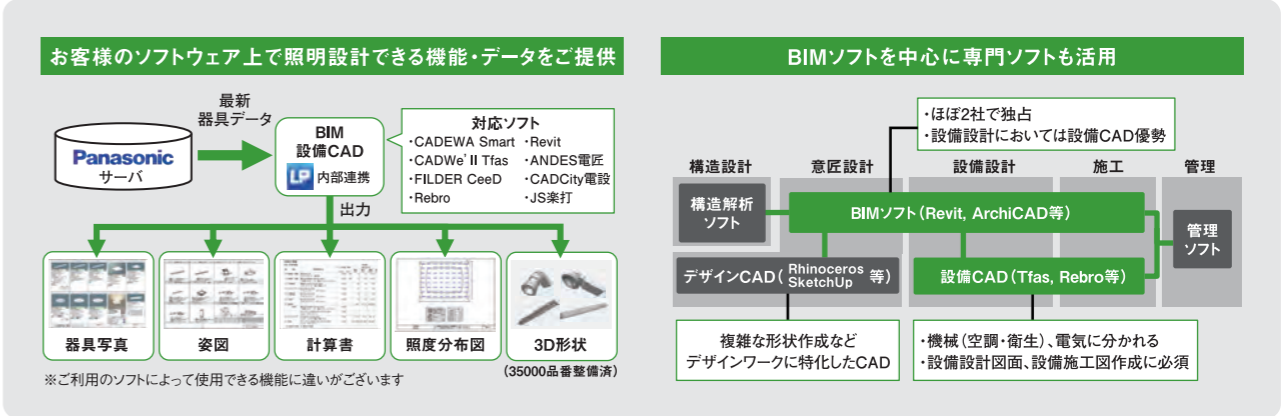 お客様のソフトウェア上で照明設計できる機能・データをご提供
最新
器具データ
Panasonic
サーバ
BIM
設備CAD
LP 内部連携
対応ソフト
・CADEWA Smart ・Revit
・CADWe'II Tfas ・ANDES電匠
・FILDER CeeD ・CADCity電設
・Rebro ・JS楽打
出力
器具写真
姿図
計算書
照度分布図
3D形状
(35000品番整備済)
※ご利用のソフトによって使用できる機能に違いがございます
BIMソフトを中心に専門ソフトも活用
・ほぼ2社で独占
・設備設計においては設備CAD優勢
構造設計
意匠設計
設備設計
施工
管理
構造解析
ソフト
BIMソフト(Revit, ArchiCAD等)
管理
ソフト
デザインCAD(Rhinoceros
SketchUp 等)
設備CAD(Tfas, Rebro等)
複雑な形状作成など
デザインワークに特化したCAD
・機械(空調・衛生)、電気に分かれる
・設備設計図面、設備施工図作成に必須